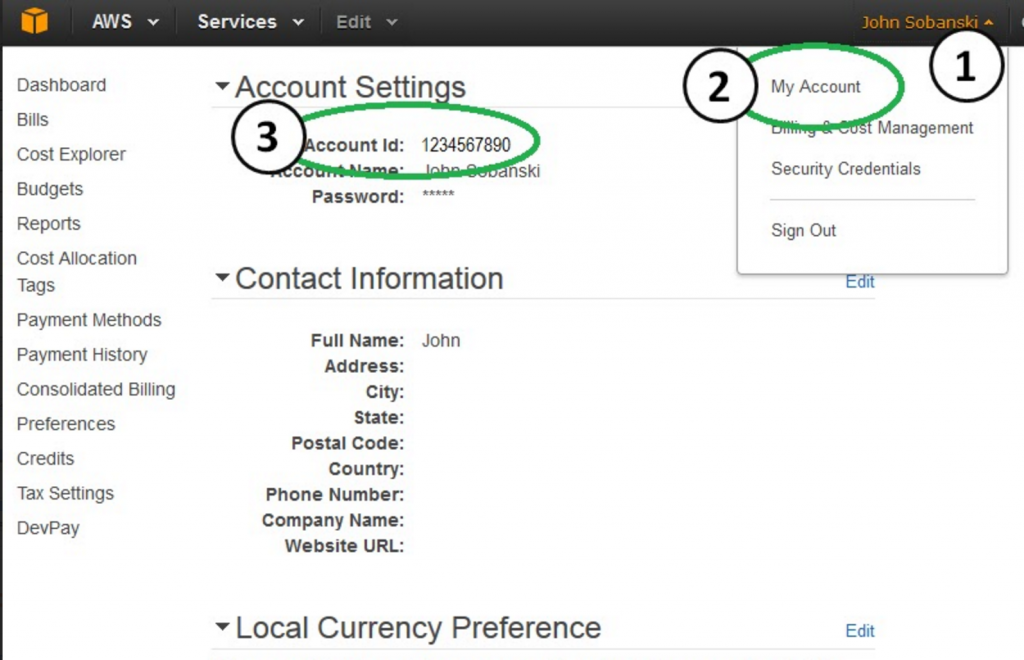 AWS Services Edit John Sobanski
1
2
My Account
Billing & Cost Management
Security Credentials
Sign Out
Dashboard
Bills
Cost Explorer
Budgets
Reports
Cost Allocation
Tags
Payment Methods
Payment History
Consolidated Billing
Preferences
Credits
Tax Settings
DevPay
Account Settings
3
Account Id: 1234567890
Account Name: John Sobanski
Password: *****
Contact Information Edit
Full Name: John
Address:
City:
State:
Postal Code:
Country:
Phone Number:
Company Name:
Website URL:
Local Currency Preference Edit